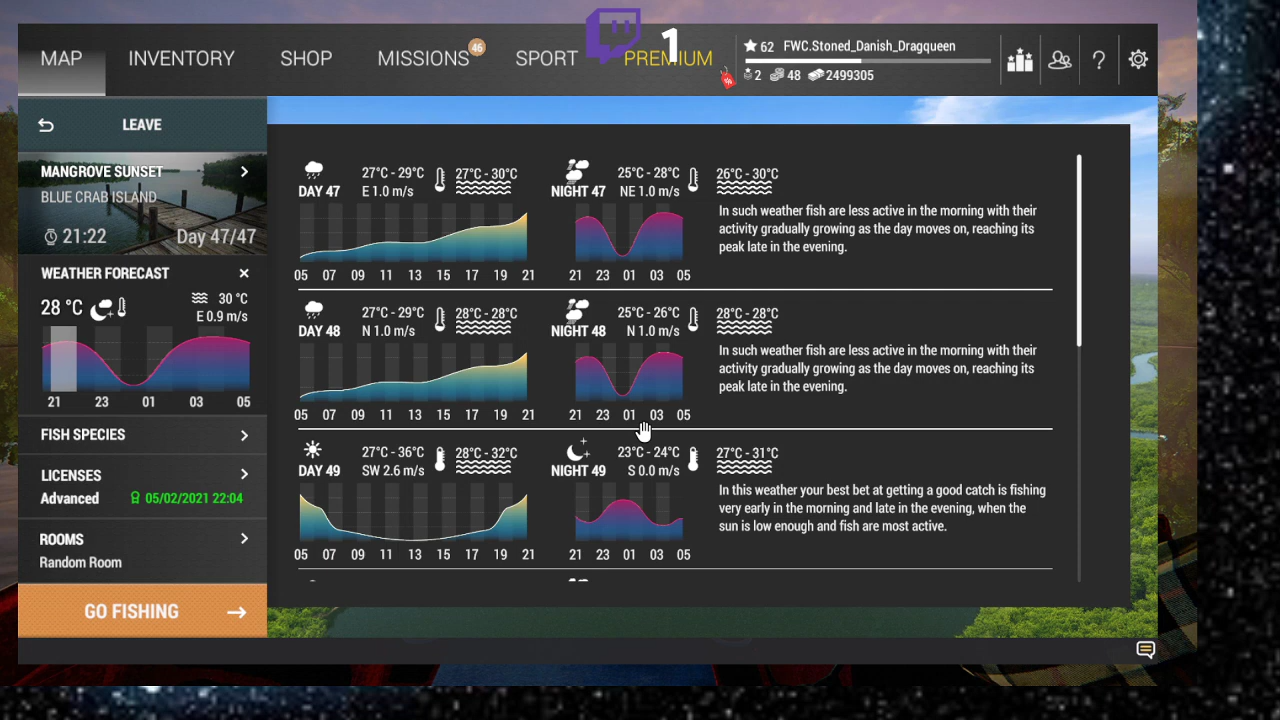 1
MAP INVENTORY SHOP MISSIONS 46 SPORT PREMIUM
62 FWC.Stoned_Danish_Dragqueen
2 48 2499305
?
LEAVE
MANGROVE SUNSET
BLUE CRAB ISLAND
21:22 Day 47/47
WEATHER FORECAST
28 °C 30 °C
E 0.9 m/s
21 23 01 03 05
FISH SPECIES
LICENSES
Advanced 05/02/2021 22:04
ROOMS
Random Room
GO FISHING
DAY 47 27°C - 29°C 27°C - 30°C
E 1.0 m/s
NIGHT 47 25°C - 28°C 26°C - 30°C
NE 1.0 m/s
In such weather fish are less active in the morning with their
activity gradually growing as the day moves on, reaching its
peak late in the evening.
05 07 09 11 13 15 17 19 21 21 23 01 03 05
DAY 48 27°C - 29°C 28°C - 28°C
N 1.0 m/s
NIGHT 48 25°C - 26°C 28°C - 28°C
N 1.0 m/s
In such weather fish are less active in the morning with their
activity gradually growing as the day moves on, reaching its
peak late in the evening.
05 07 09 11 13 15 17 19 21 21 23 01 03 05
DAY 49 27°C - 36°C 28°C - 32°C
SW 2.6 m/s
NIGHT 49 23°C - 24°C 27°C - 31°C
S 0.0 m/s
In this weather your best bet at getting a good catch is fishing
very early in the morning and late in the evening, when the
sun is low enough and fish are most active.
05 07 09 11 13 15 17 19 21 21 23 01 03 05